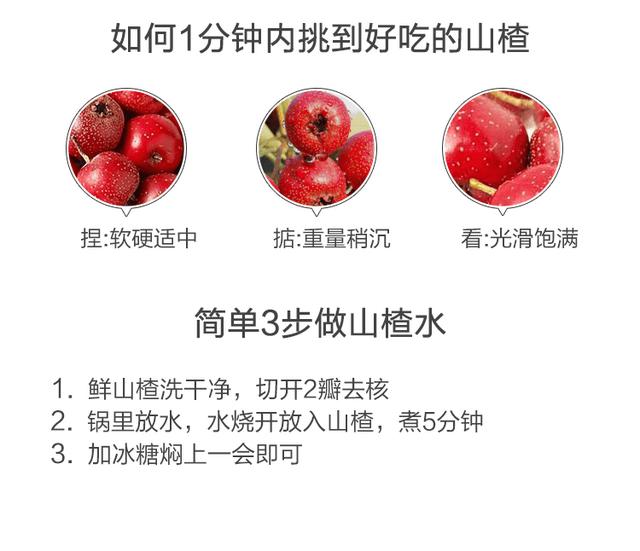 如何1分钟内挑到好吃的山楂
捏:软硬适中
掂:重量稍沉
看:光滑饱满
简单3步做山楂水
1. 鲜山楂洗干净，切开2瓣去核
2. 锅里放水，水烧开放入山楂，煮5分钟
3. 加冰糖焖上一会即可